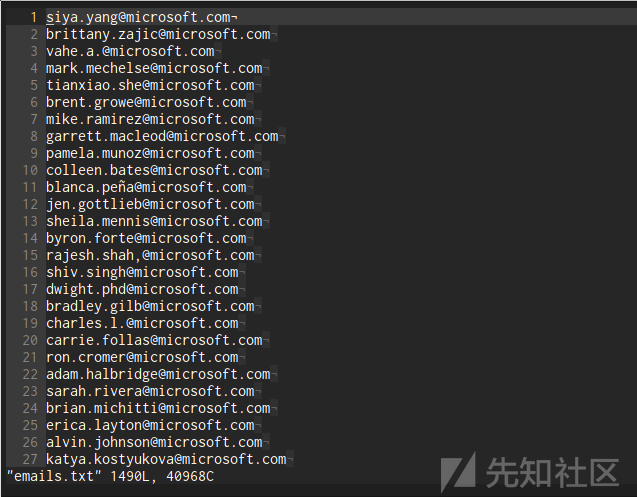 1 siya.yang@microsoft.com¬
2 brittany.zajic@microsoft.com¬
3 vahe.a.@microsoft.com¬
4 mark.mechelse@microsoft.com¬
5 tianxiao.she@microsoft.com¬
6 brent.growe@microsoft.com¬
7 mike.ramirez@microsoft.com¬
8 garrett.macleod@microsoft.com¬
9 pamela.munoz@microsoft.com¬
10 colleen.bates@microsoft.com¬
11 blanca.peña@microsoft.com¬
12 jen.gottlieb@microsoft.com¬
13 sheila.mennis@microsoft.com¬
14 byron.forte@microsoft.com¬
15 rajesh.shah,@microsoft.com¬
16 shiv.singh@microsoft.com¬
17 dwight.phd@microsoft.com¬
18 bradley.gilb@microsoft.com¬
19 charles.l.@microsoft.com¬
20 carrie.follas@microsoft.com¬
21 ron.cromer@microsoft.com¬
22 adam.halbridge@microsoft.com¬
23 sarah.rivera@microsoft.com¬
24 brian.michitti@microsoft.com¬
25 erica.layton@microsoft.com¬
26 alvin.johnson@microsoft.com¬
27 katya.kostyukova@microsoft.com¬
"emails.txt" 1490L, 40968C
先知社区